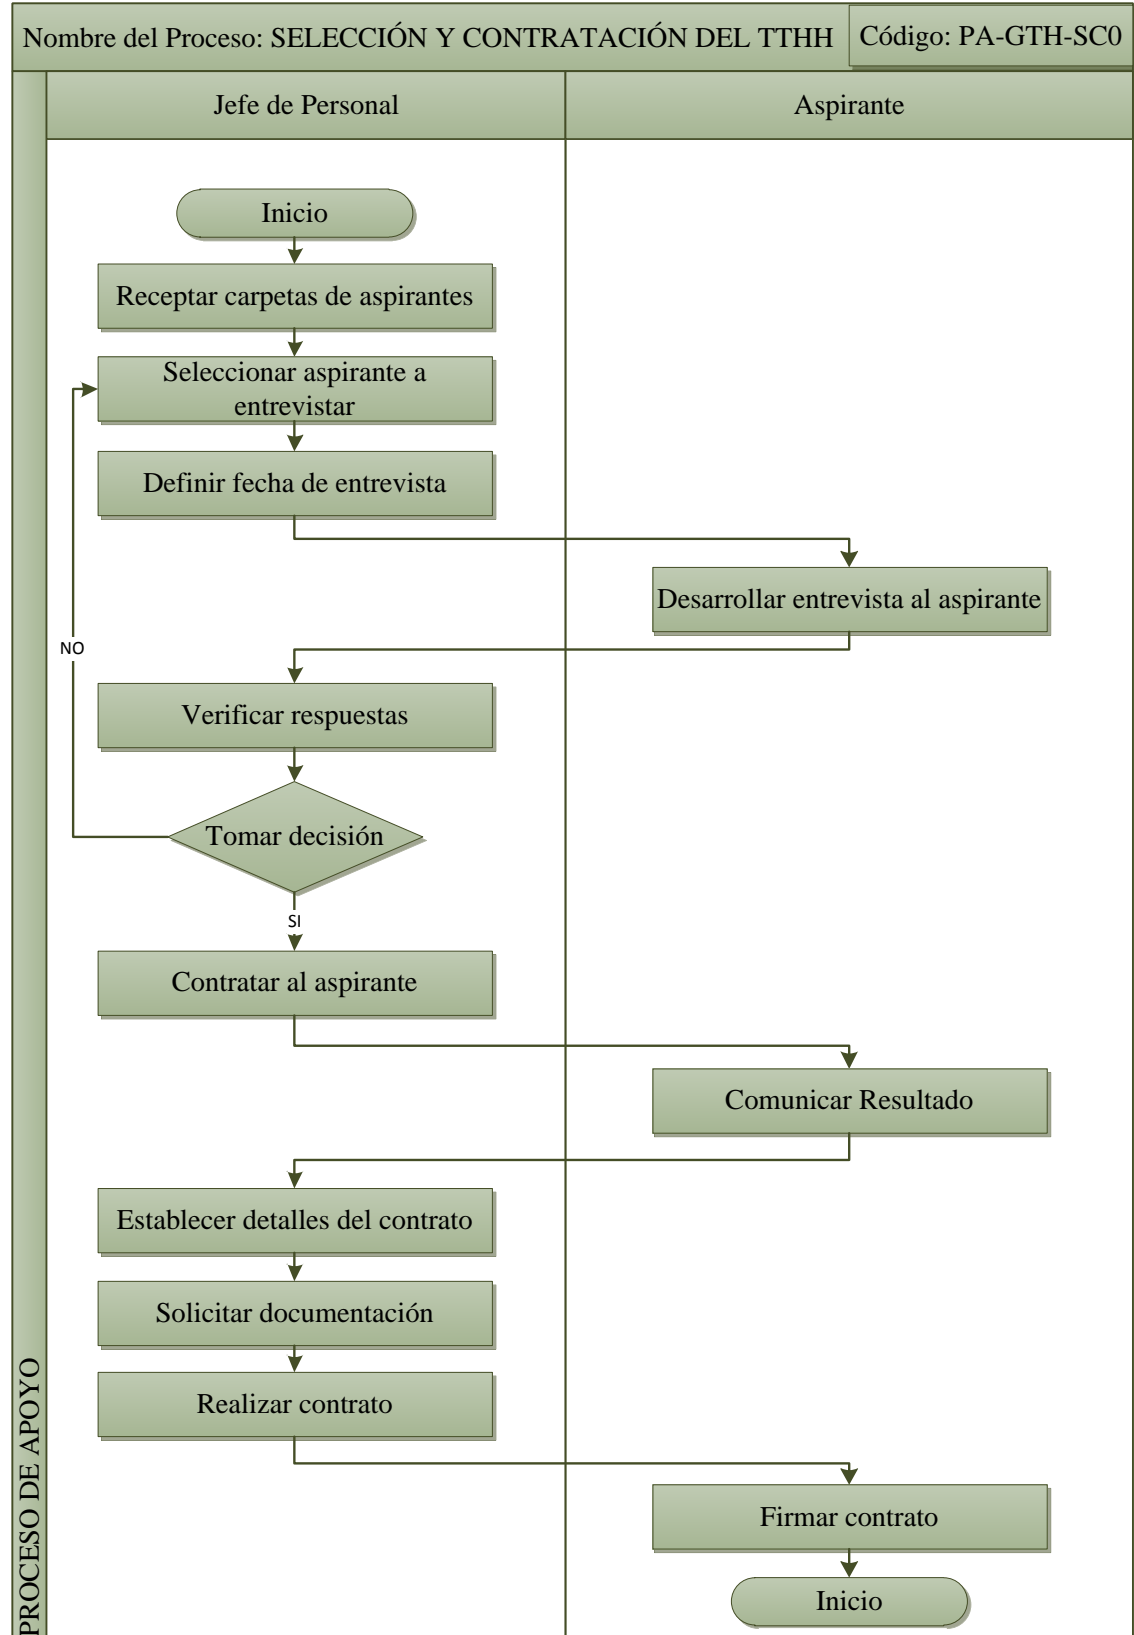 Nombre del Proceso: SELECCIÓN Y CONTRATACIÓN DEL TTHH
Código: PA-GTH-SC0
Jefe de Personal
Aspirante
Inicio
Receptar carpetas de aspirantes
Seleccionar aspirante a
entrevistar
Definir fecha de entrevista
Desarrollar entrevista al aspirante
NO
Verificar respuestas
Tomar decisión
SI
Contratar al aspirante
Comunicar Resultado
Establecer detalles del contrato
Solicitar documentación
Realizar contrato
Firmar contrato
Inicio
PROCESO DE APOYO